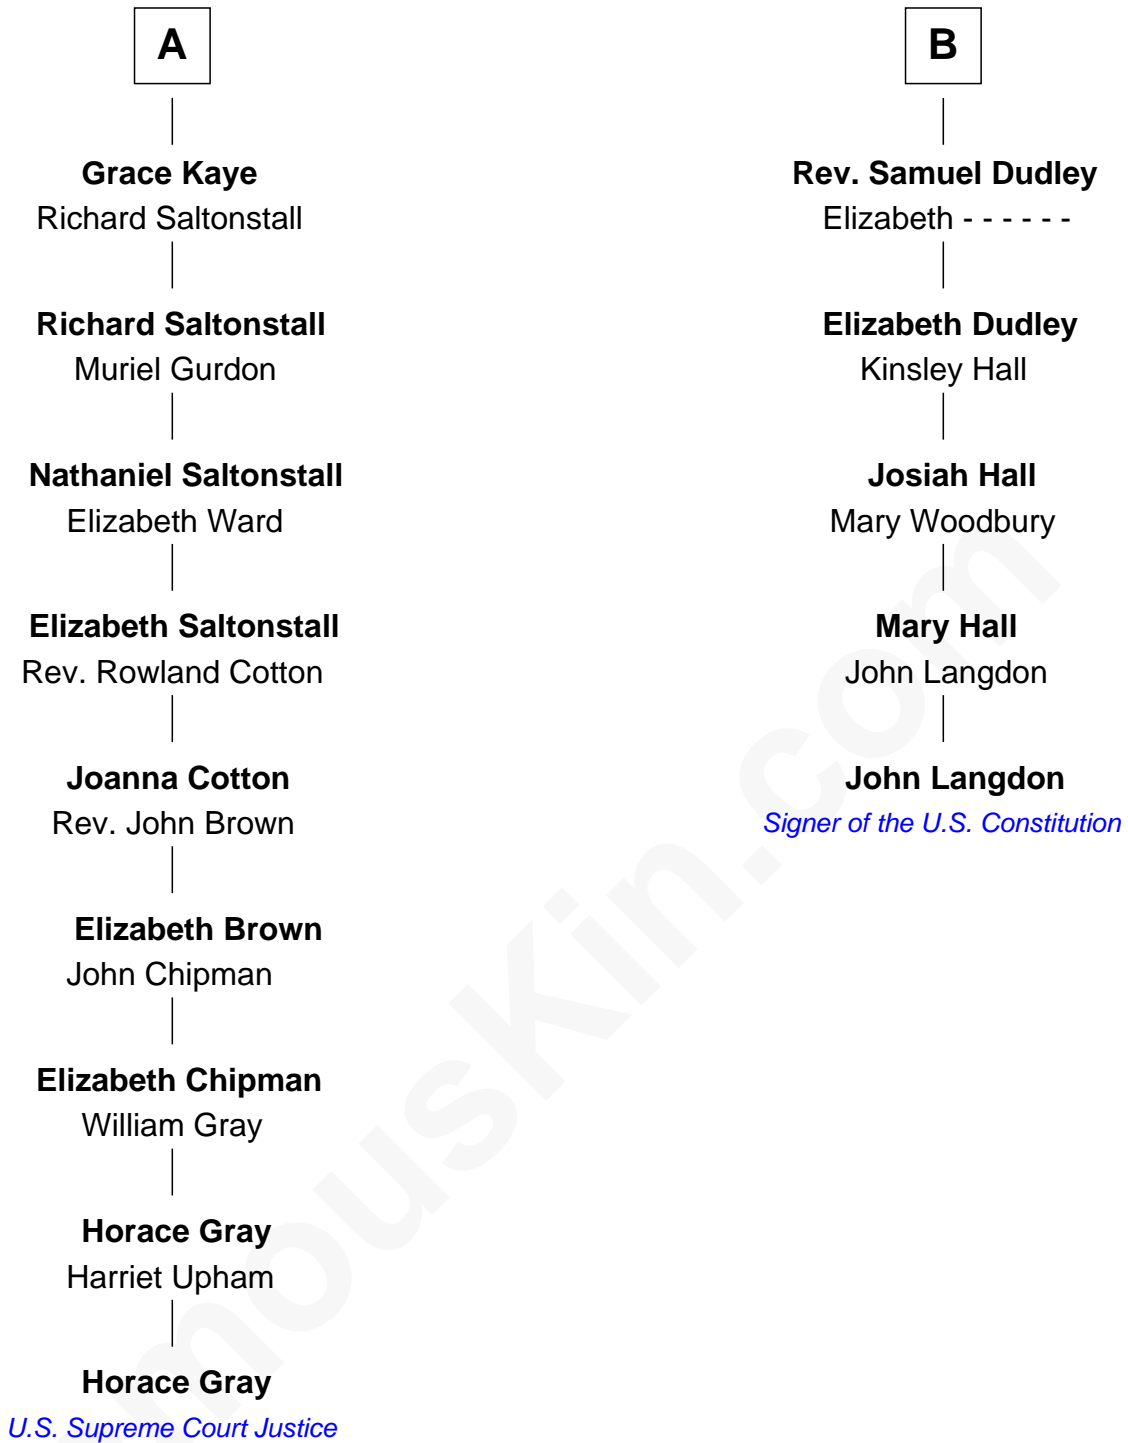 A
Grace Kaye
Richard Saltonstall
Richard Saltonstall
Muriel Gurdon
Nathaniel Saltonstall
Elizabeth Ward
Elizabeth Saltonstall
Rev. Rowland Cotton
Joanna Cotton
Rev. John Brown
Elizabeth Brown
John Chipman
Elizabeth Chipman
William Gray
Horace Gray
Harriet Upham
Horace Gray
U.S. Supreme Court Justice
B
Rev. Samuel Dudley
Elizabeth - - - - - -
Elizabeth Dudley
Kinsley Hall
Josiah Hall
Mary Woodbury
Mary Hall
John Langdon
John Langdon
Signer of the U.S. Constitution
mousKin.com